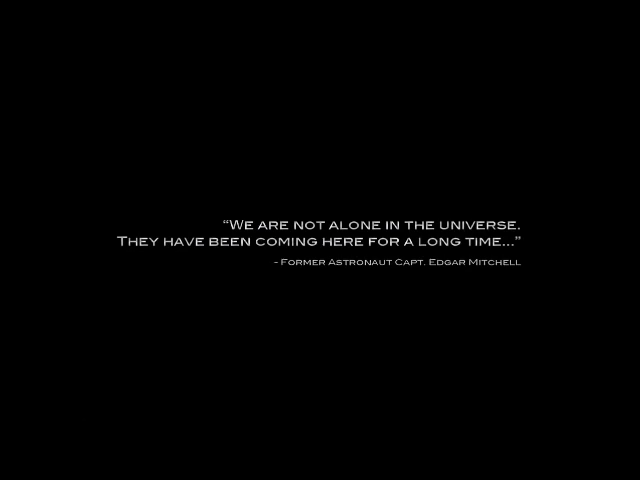 “We are not alone in the universe.
They have been coming here for a long time...”
- Former Astronaut Capt. Edgar Mitchell